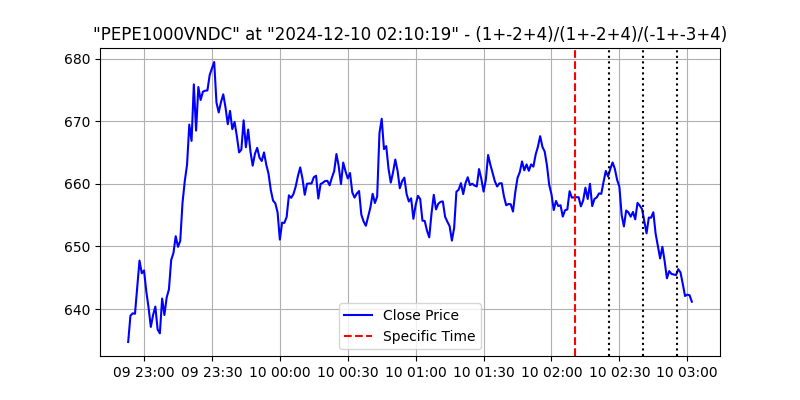 "PEPE1000VNDC" at "2024-12-10 02:10:19" - (1+-2+4)/(1+-2+4)/(-1+-3+4)
680
670
660
650
640
Close Price
Specific Time
09 23:00 09 23:30 10 00:00 10 00:30 10 01:00 10 01:30 10 02:00 10 02:30 10 03:00